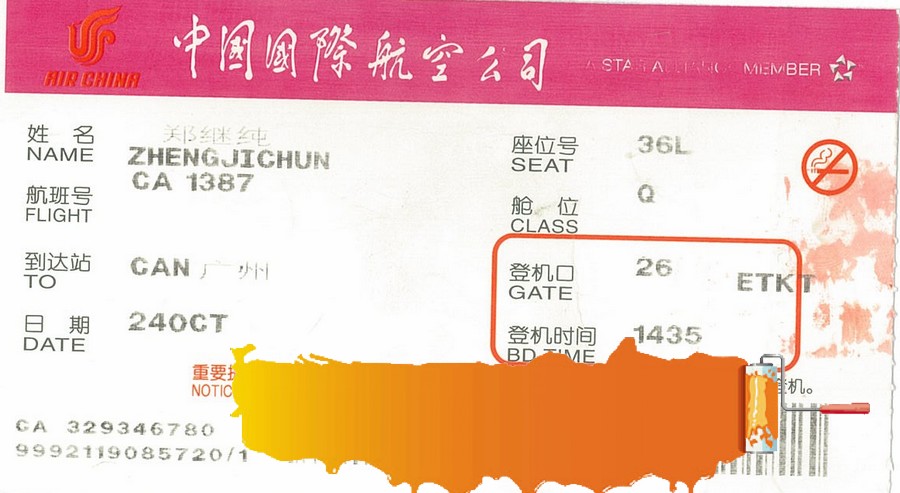 AIR CHINA 中国國際航空公司 A STAR ALLIANCE MEMBER
姓 名 郑继纯
NAME ZHENGJICHUN
航班号 CA 1387
FLIGHT
到达站 CAN 广州
TO
日 期 24OCT
DATE
座位号 36L
SEAT
舱 位 Q
CLASS
登机口 26
GATE ETKT
登机时间 1435
BD TIME
重要
NOTIC
登机。
CA 329346780
9992119085720/1